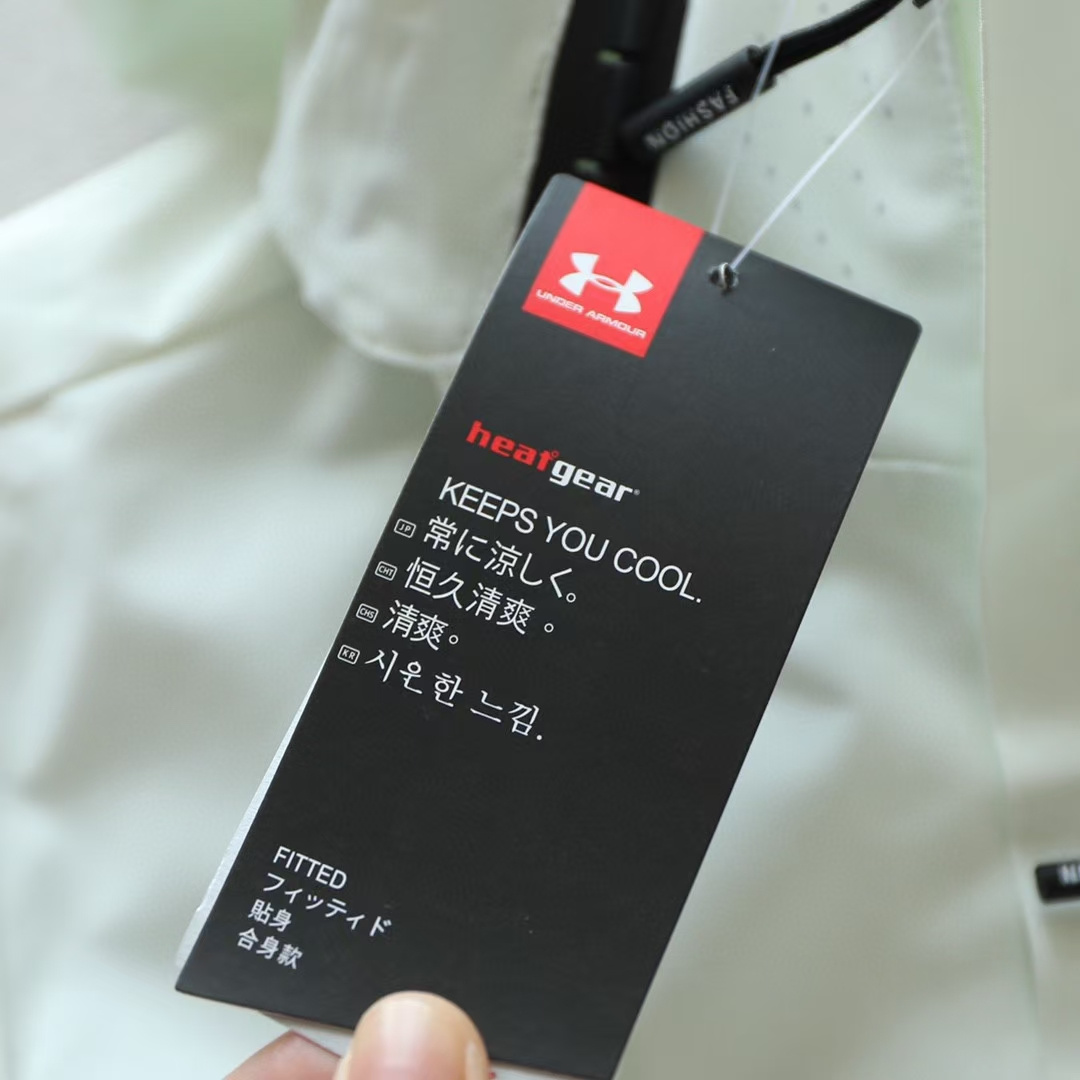 FASHION
UNDER ARMOUR
heatgear®
KEEPS YOU COOL.
JP 常に涼しく。
CHT 恒久清爽。
CHS 清爽。
KR 시운한 느낌.
FITTED
フィッティド
貼身
合身款